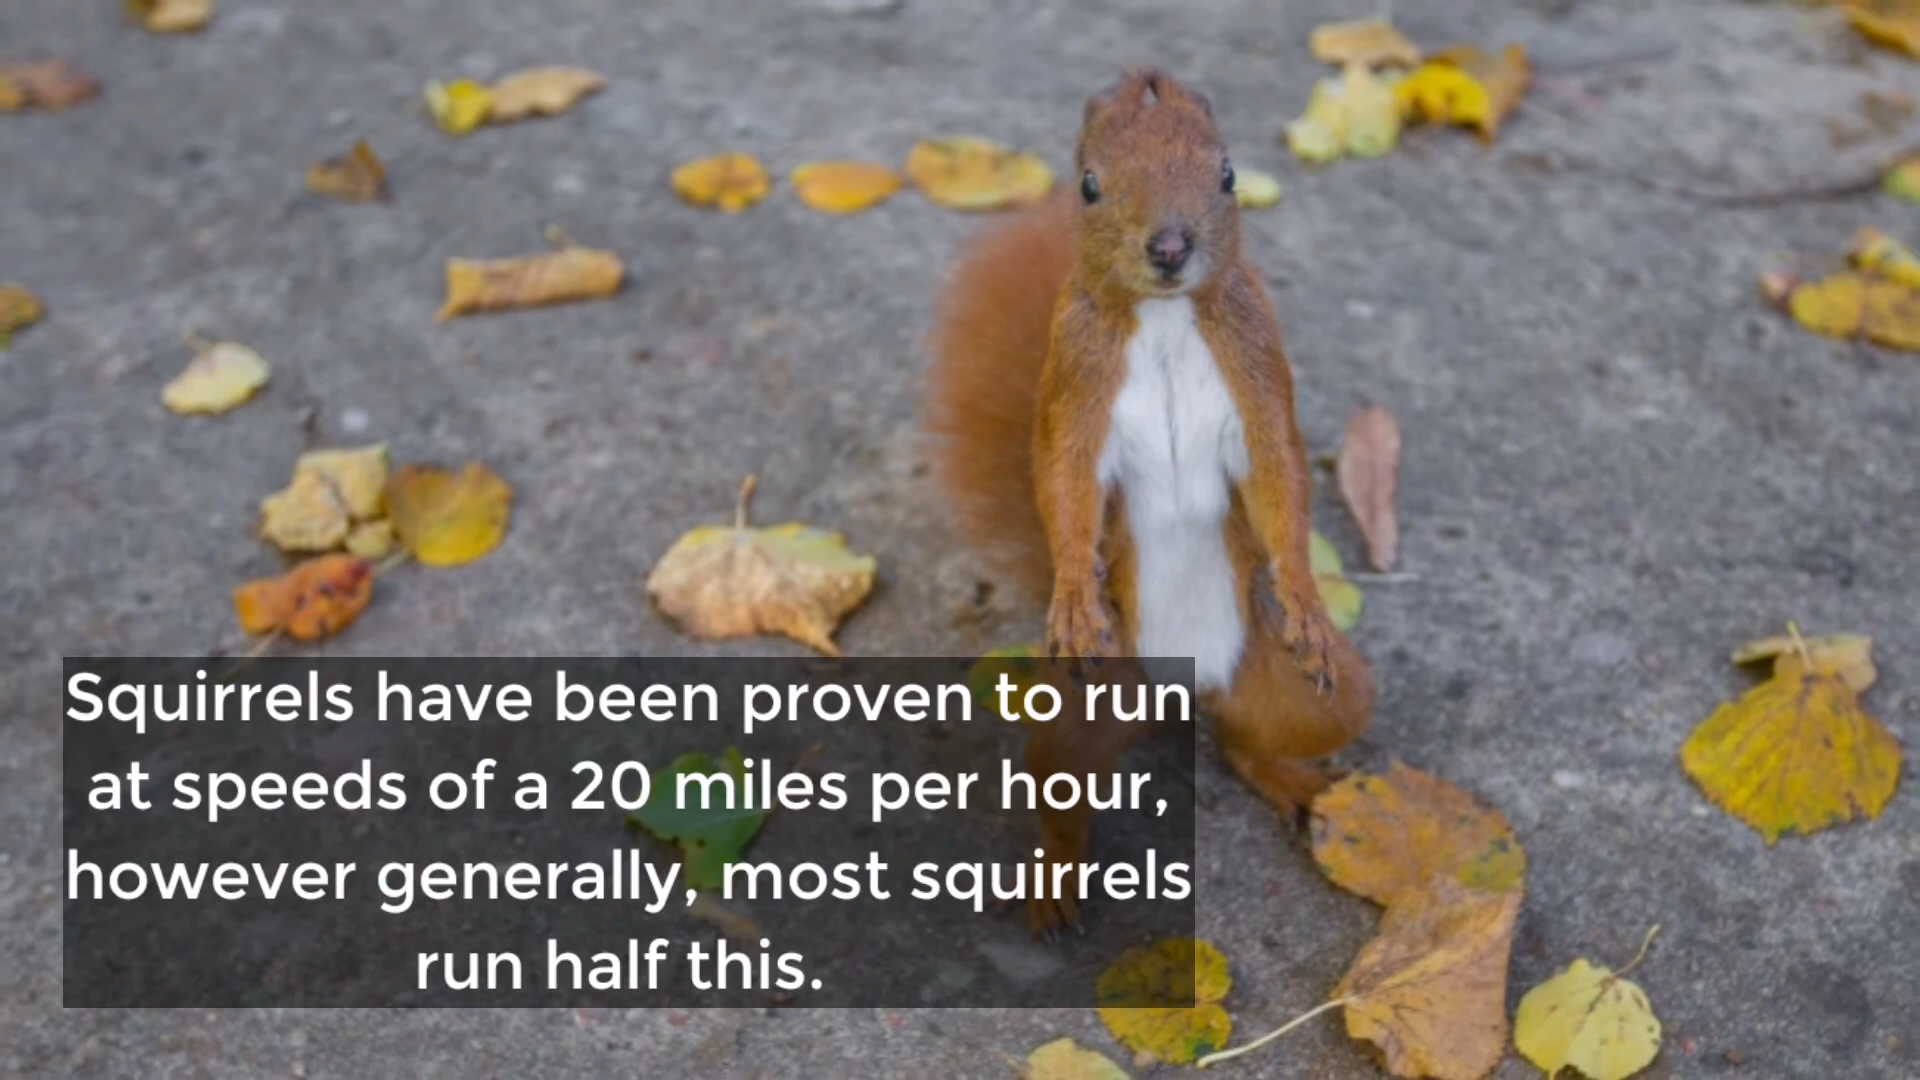 Squirrels have been proven to run
at speeds of a 20 miles per hour,
however generally, most squirrels
run half this.